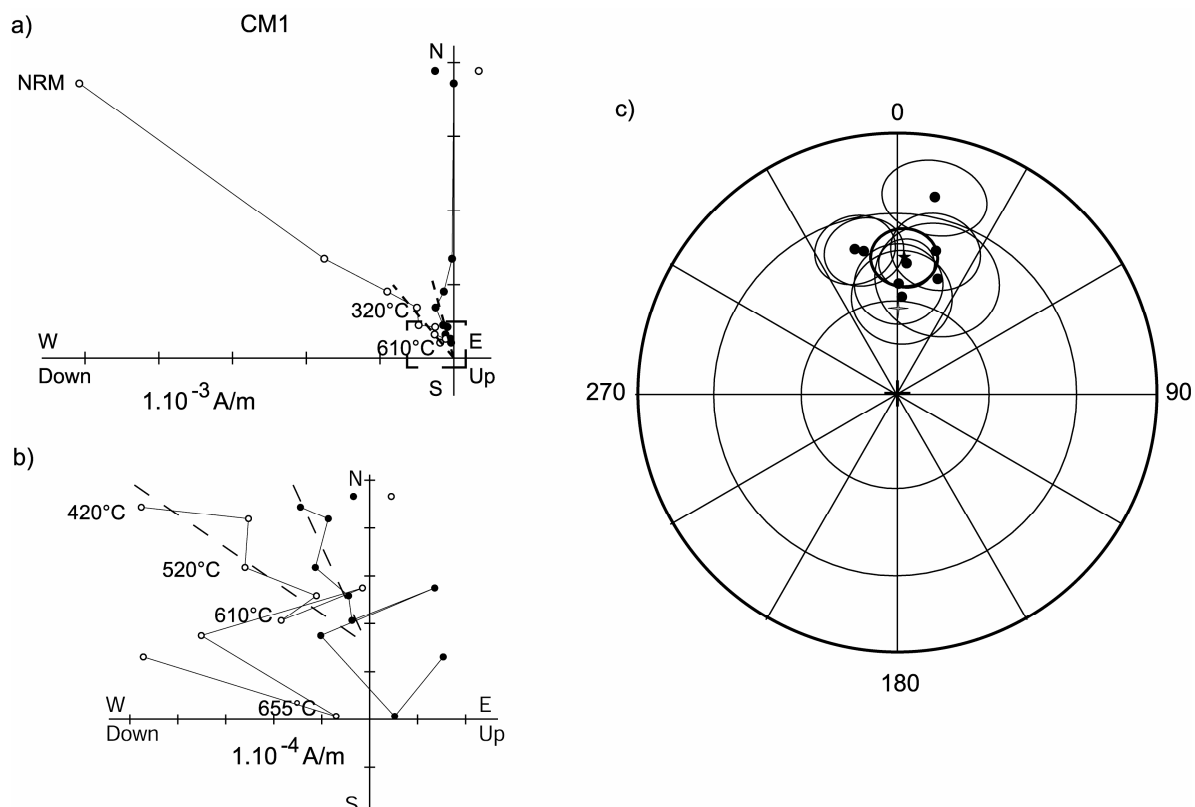 a)
CM1
N
NRM
320°C
610°C
W
E
Down
S
Up
1.10⁻³ A/m
b)
N
420°C
520°C
610°C
655°C
W
E
Down
Up
1.10⁻⁴ A/m
S
c)
0
270
90
180